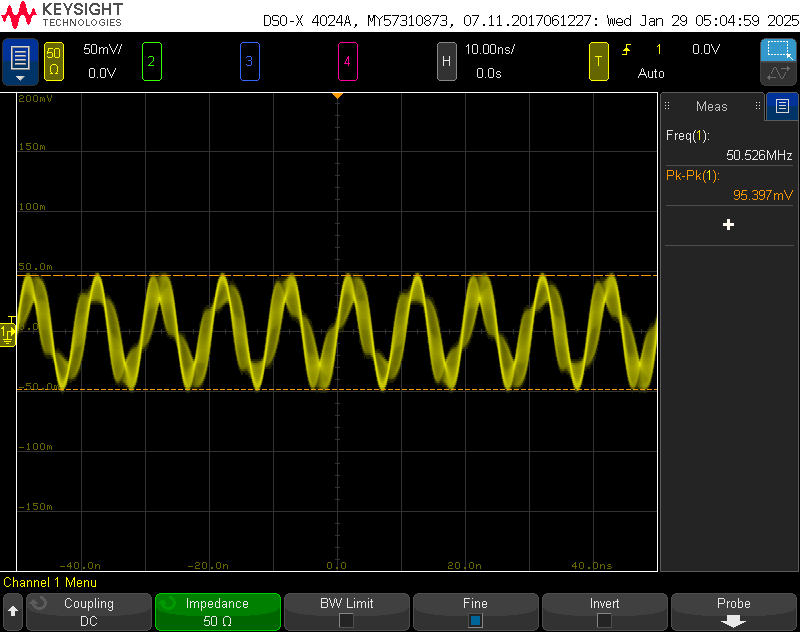 KEYSIGHT
TECHNOLOGIES
DSO-X 4024A, MY57310873, 07.11.2017061227: Wed Jan 29 05:04:59 2025
50 Ω
50mV/
0.0V
2
3
4
H
10.00ns/
0.0s
T
1
0.0V
Auto
200mV
150m
100m
50.0m
0.0
-50.0m
-100m
-150m
T
1
-40.0n
-20.0n
0.0
20.0n
40.0ns
Meas
Freq(1):
50.526MHz
Pk-Pk(1):
95.397mV
Channel 1 Menu
Coupling
DC
Impedance
50 Ω
BW Limit
Fine
Invert
Probe